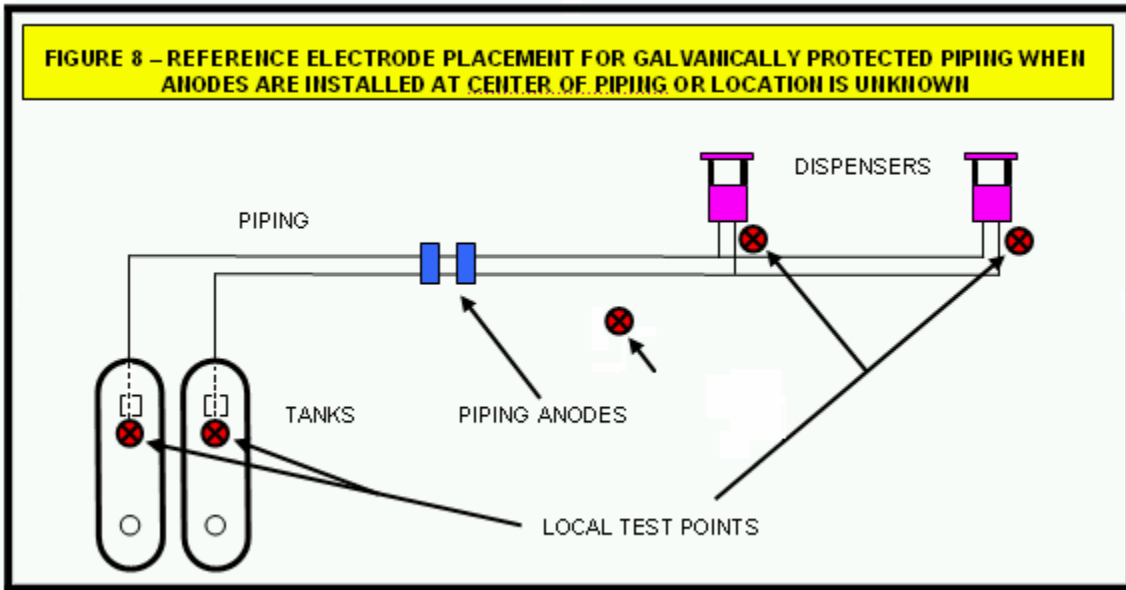 FIGURE 8 – REFERENCE ELECTRODE PLACEMENT FOR GALVANICALLY PROTECTED PIPING WHEN
ANODES ARE INSTALLED AT CENTER OF PIPING OR LOCATION IS UNKNOWN
DISPENSERS
PIPING
TANKS
PIPING ANODES
LOCAL TEST POINTS